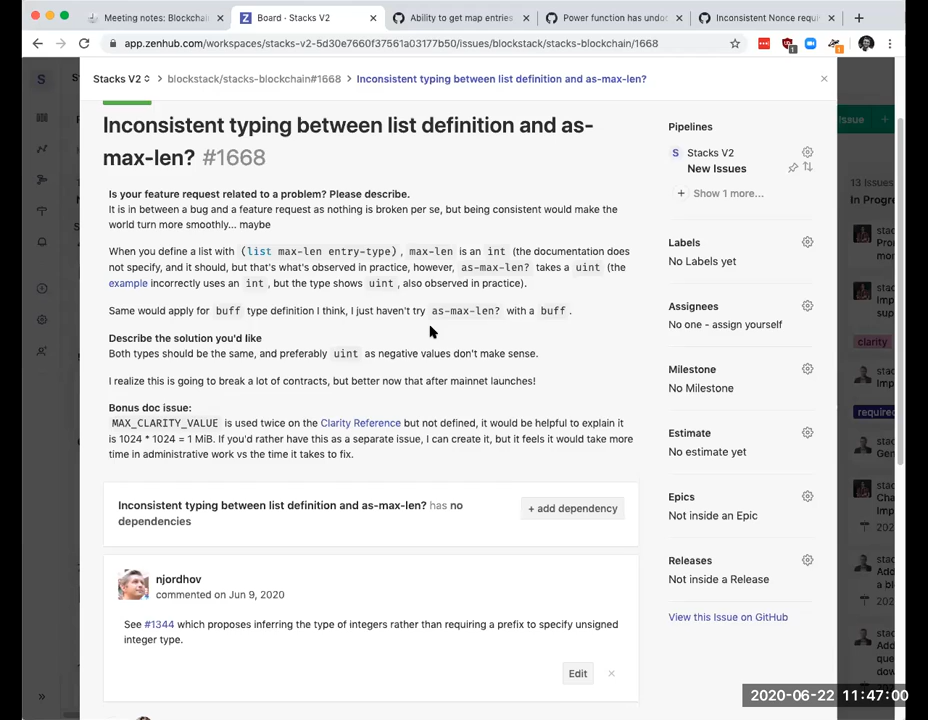 Meeting notes: Blockcha
Board - Stacks V2
Ability to get map entries
Power function has undo
Inconsistent Nonce requi
app.zenhub.com/workspaces/stacks-v2-5d30e7660f37561a03177b50/issues/blockstack/stacks-blockchain/1668
S
Stacks V2
blockstack/stacks-blockchain#1668
Inconsistent typing between list definition and as-max-len?
Inconsistent typing between list definition and as-
max-len? #1668
Is your feature request related to a problem? Please describe.
It is in between a bug and a feature request as nothing is broken per se, but being consistent would make the
world turn more smoothly... maybe
When you define a list with (list max-len entry-type), max-len is an int (the documentation does
not specify, and it should, but that's what's observed in practice, however, as-max-len? takes a uint (the
example incorrectly uses an int, but the type shows uint, also observed in practice).
Same would apply for buff type definition I think, I just haven't try as-max-len? with a buff.
Describe the solution you'd like
Both types should be the same, and preferably uint as negative values don't make sense.
I realize this is going to break a lot of contracts, but better now that after mainnet launches!
Bonus doc issue:
MAX_CLARITY_VALUE is used twice on the Clarity Reference but not defined, it would be helpful to explain it
is 1024 * 1024 = 1 MiB. If you'd rather have this as a separate issue, I can create it, but it feels it would take more
time in administrative work vs the time it takes to fix.
Inconsistent typing between list definition and as-max-len? has no
dependencies
+ add dependency
njordhov
commented on Jun 9, 2020
See #1344 which proposes inferring the type of integers rather than requiring a prefix to specify unsigned
integer type.
Edit
Pipelines
S Stacks V2
New Issues
+ Show 1 more...
Labels
No Labels yet
Assignees
No one - assign yourself
Milestone
No Milestone
Estimate
No estimate yet
Epics
Not inside an Epic
Releases
Not inside a Release
View this Issue on GitHub
13 Issues
In Progre
clarity
required
2020-06-22 11:47:00